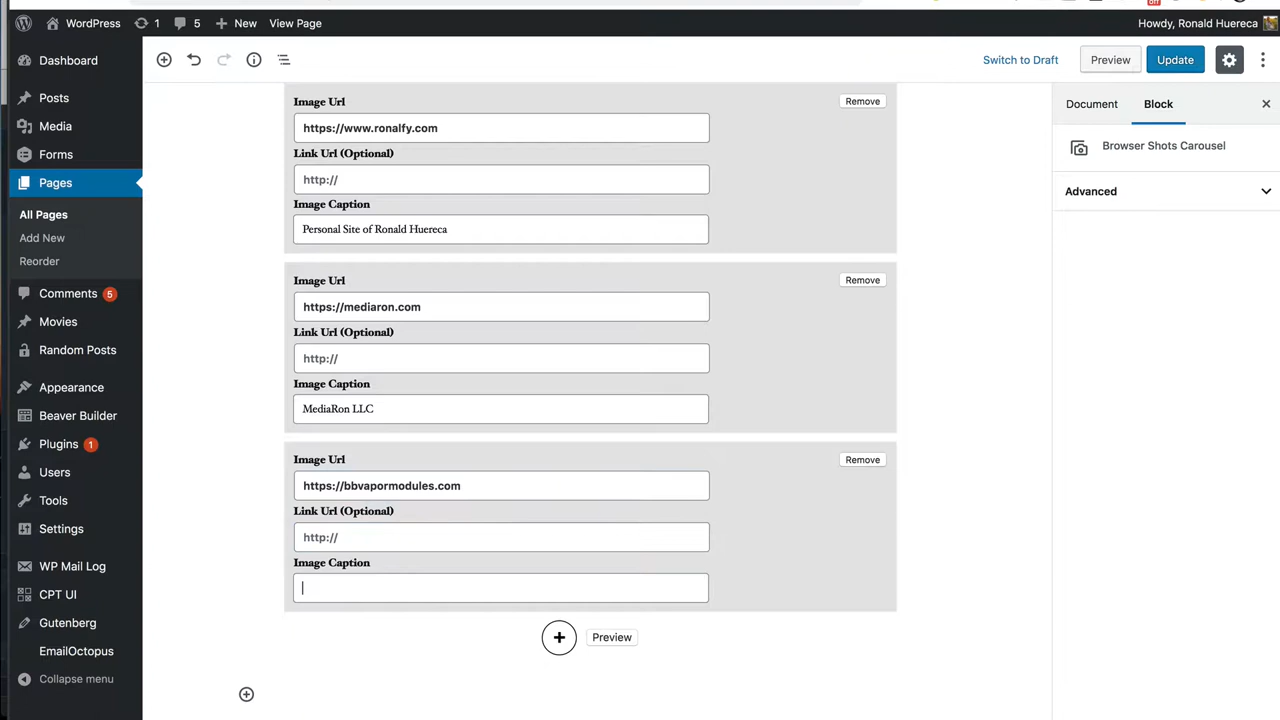 WordPress 1 5 New View Page Howdy, Ronald Huereca
off
Dashboard
Posts
Media
Forms
Pages
All Pages
Add New
Reorder
Comments 5
Movies
Random Posts
Appearance
Beaver Builder
Plugins 1
Users
Tools
Settings
WP Mail Log
CPT UI
Gutenberg
EmailOctopus
Collapse menu
Switch to Draft Preview Update
Image Url Remove
https://www.ronalfy.com
Link Url (Optional)
http://
Image Caption
Personal Site of Ronald Huereca
Image Url Remove
https://mediaron.com
Link Url (Optional)
http://
Image Caption
MediaRon LLC
Image Url Remove
https://bbvapormodules.com
Link Url (Optional)
http://
Image Caption
Preview
Document Block
Browser Shots Carousel
Advanced